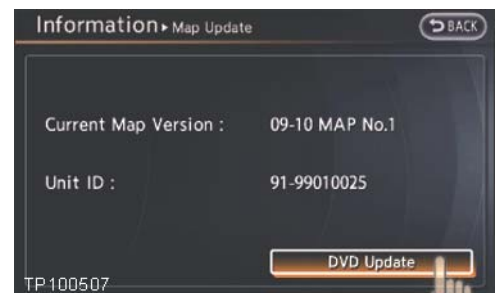 Information ▸ Map Update
BACK
Current Map Version : 09-10 MAP No.1
Unit ID : 91-99010025
DVD Update
TP100507